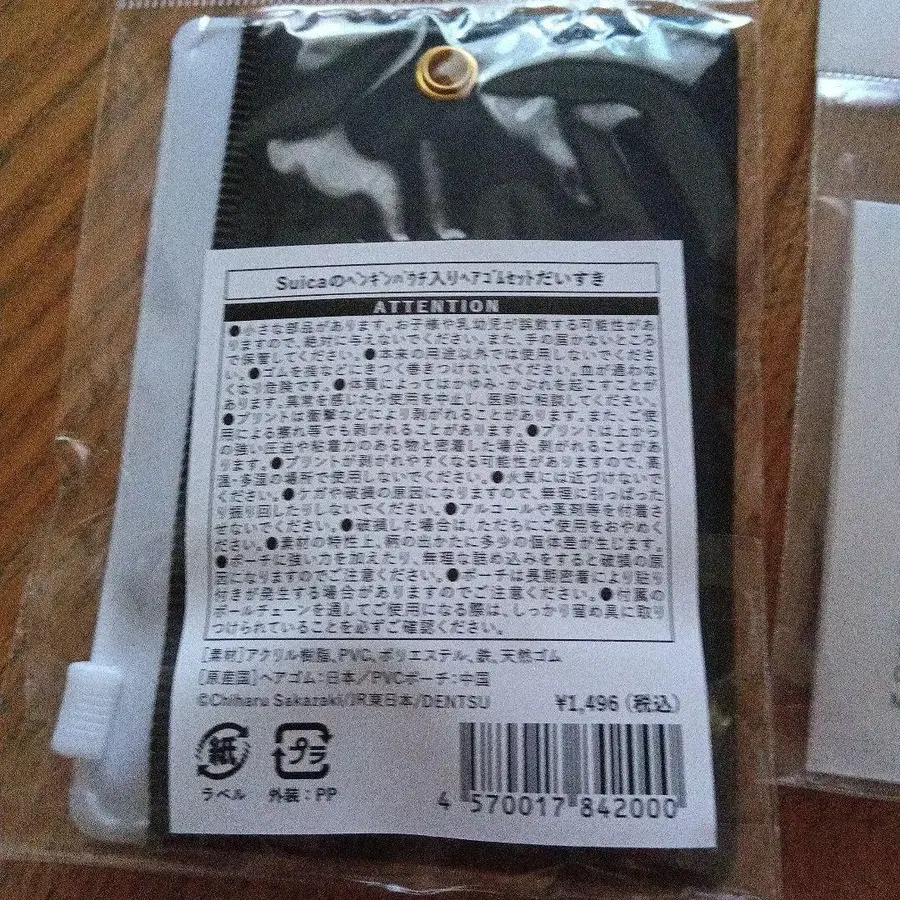 Suicaのﾍﾟﾝｷﾞﾝﾊﾟｳﾁ入りﾍｱｺﾞﾑｾｯﾄだいすき
ATTENTION
●小さな部品があります。お子様や乳幼児が誤飲する可能性があ
りますので、絶対に与えないでください。また、手の届かないところ
で保管してください。●本来の用途以外では使用しないでくださ
い。●ゴムを指などにきつく巻きつけないでください。血が通わな
くなり危険です。●体質によってはかゆみ・かぶれを起こすことが
あります。異常を感じたら使用を中止し、医師に相談してください。
●プリントは衝撃などにより剥がれることがあります。また、ご使
用による擦れ等でも剥がれることがあります。●プリントは上から
の強い圧迫や粘着力のある物と密着した場合、剥がれることがあ
ります。●プリントが剥がれやすくなる可能性がありますので、高
温・多湿の場所で使用しないでください。●火気には近づけないで
ください。●ケガや破損の原因になりますので、無理に引っぱった
り振り回したりしないでください。●アルコールや薬剤等を付着
させないでください。●破損した場合は、ただちにご使用をおやめく
ださい。●素材の特性上、柄の出かたに多少の個体差が生じます。
●ポーチに強い力を加えたり、無理な詰め込みをすると破損の原
因になりますのでご注意ください。●ポーチは長期密着により貼り
付きが発生する場合がありますのでご注意ください。●付属の
ボールチェーンを通してご使用になる際は、しっかり留め具に取り
つけられていることを必ずご確認ください。
[素材]アクリル樹脂、PVC、ポリエステル、鉄、天然ゴム
[原産国]ヘアゴム:日本/PVCポーチ:中国
©Chiharu Sakazaki/JR東日本/DENTSU ¥1,496(税込)
紙 プラ
ラベル 外装:PP
4 570017 842000